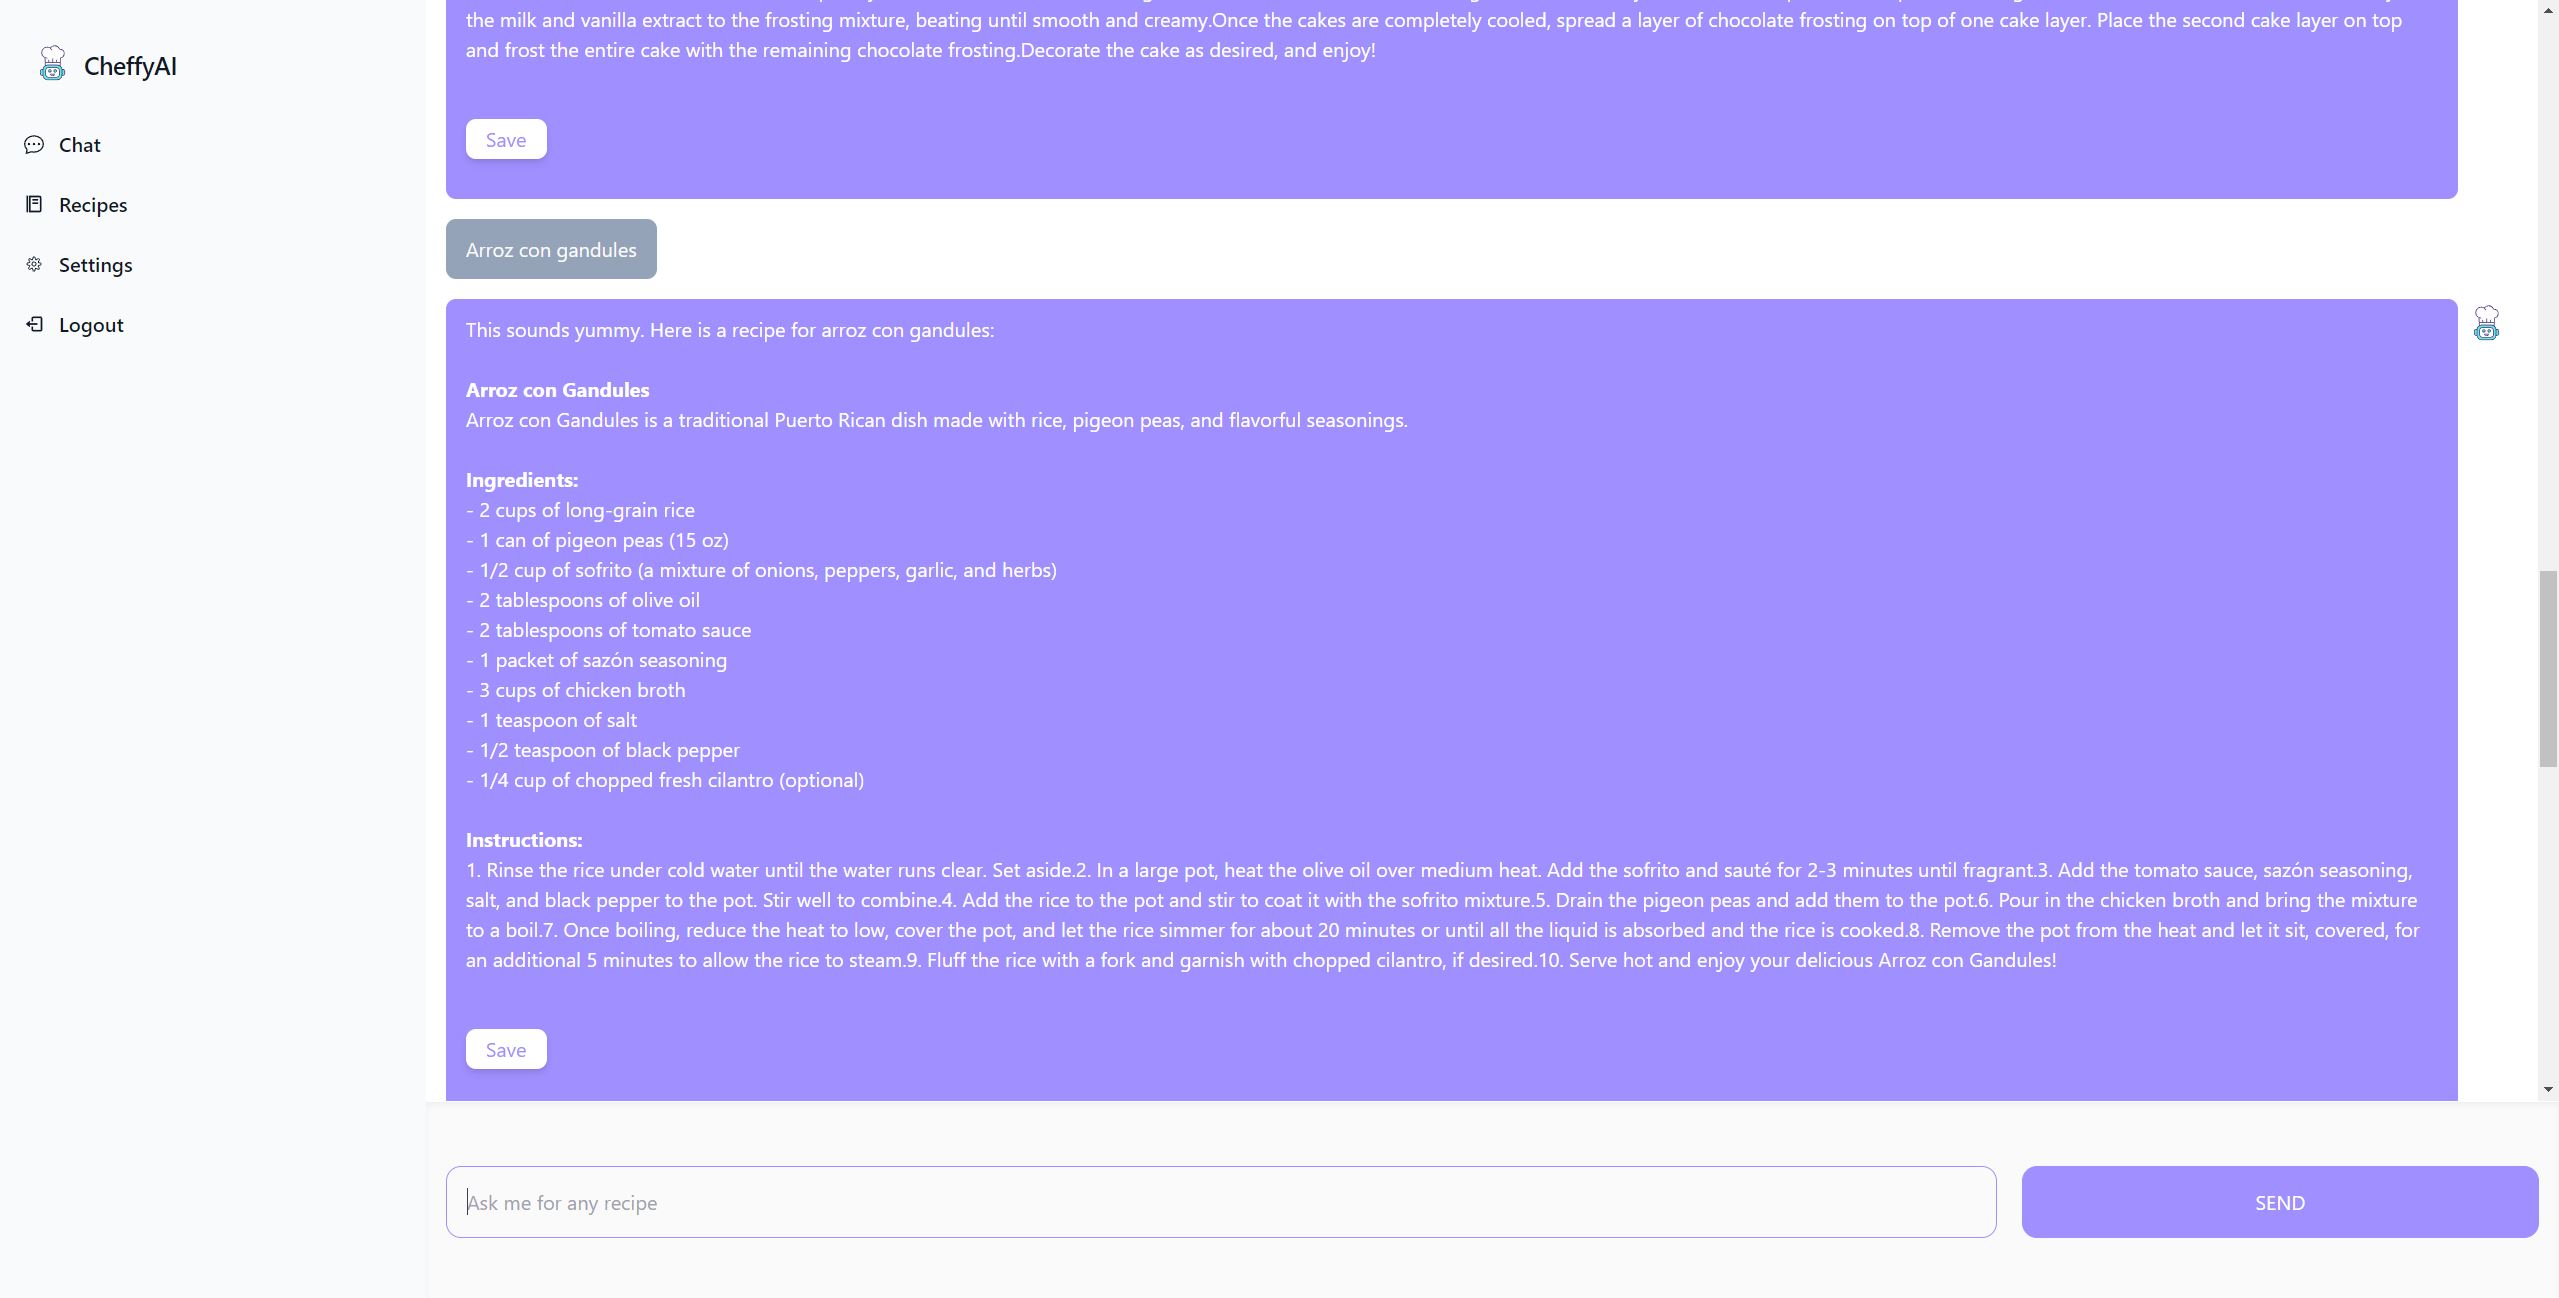 CheffyAI
Chat
Recipes
Settings
Logout
the milk and vanilla extract to the frosting mixture, beating until smooth and creamy.Once the cakes are completely cooled, spread a layer of chocolate frosting on top of one cake layer. Place the second cake layer on top
and frost the entire cake with the remaining chocolate frosting.Decorate the cake as desired, and enjoy!
Save
Arroz con gandules
This sounds yummy. Here is a recipe for arroz con gandules:
Arroz con Gandules
Arroz con Gandules is a traditional Puerto Rican dish made with rice, pigeon peas, and flavorful seasonings.
Ingredients:
- 2 cups of long-grain rice
- 1 can of pigeon peas (15 oz)
- 1/2 cup of sofrito (a mixture of onions, peppers, garlic, and herbs)
- 2 tablespoons of olive oil
- 2 tablespoons of tomato sauce
- 1 packet of sazón seasoning
- 3 cups of chicken broth
- 1 teaspoon of salt
- 1/2 teaspoon of black pepper
- 1/4 cup of chopped fresh cilantro (optional)
Instructions:
1. Rinse the rice under cold water until the water runs clear. Set aside.2. In a large pot, heat the olive oil over medium heat. Add the sofrito and sauté for 2-3 minutes until fragrant.3. Add the tomato sauce, sazón seasoning,
salt, and black pepper to the pot. Stir well to combine.4. Add the rice to the pot and stir to coat it with the sofrito mixture.5. Drain the pigeon peas and add them to the pot.6. Pour in the chicken broth and bring the mixture
to a boil.7. Once boiling, reduce the heat to low, cover the pot, and let the rice simmer for about 20 minutes or until all the liquid is absorbed and the rice is cooked.8. Remove the pot from the heat and let it sit, covered, for
an additional 5 minutes to allow the rice to steam.9. Fluff the rice with a fork and garnish with chopped cilantro, if desired.10. Serve hot and enjoy your delicious Arroz con Gandules!
Save
Ask me for any recipe
SEND